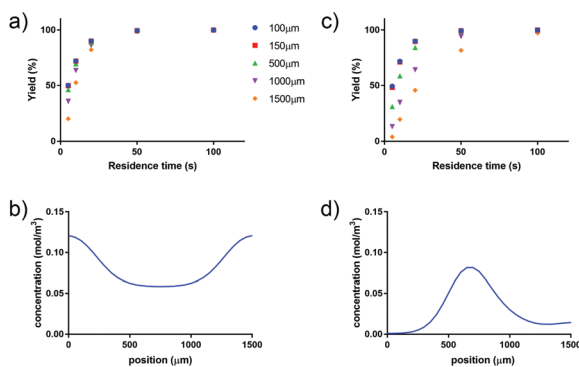 a)
100
50
0
Yield (%)
0
50
100
Residence time (s)
100μm
150μm
500μm
1000μm
1500μm
c)
100
50
0
Yield (%)
0
50
100
Residence time (s)
b)
0.15
0.10
0.05
0.00
concentration (mol/m³)
0
500
1000
1500
position (μm)
d)
0.15
0.10
0.05
0.00
concentration (mol/m³)
0
500
1000
1500
position (μm)